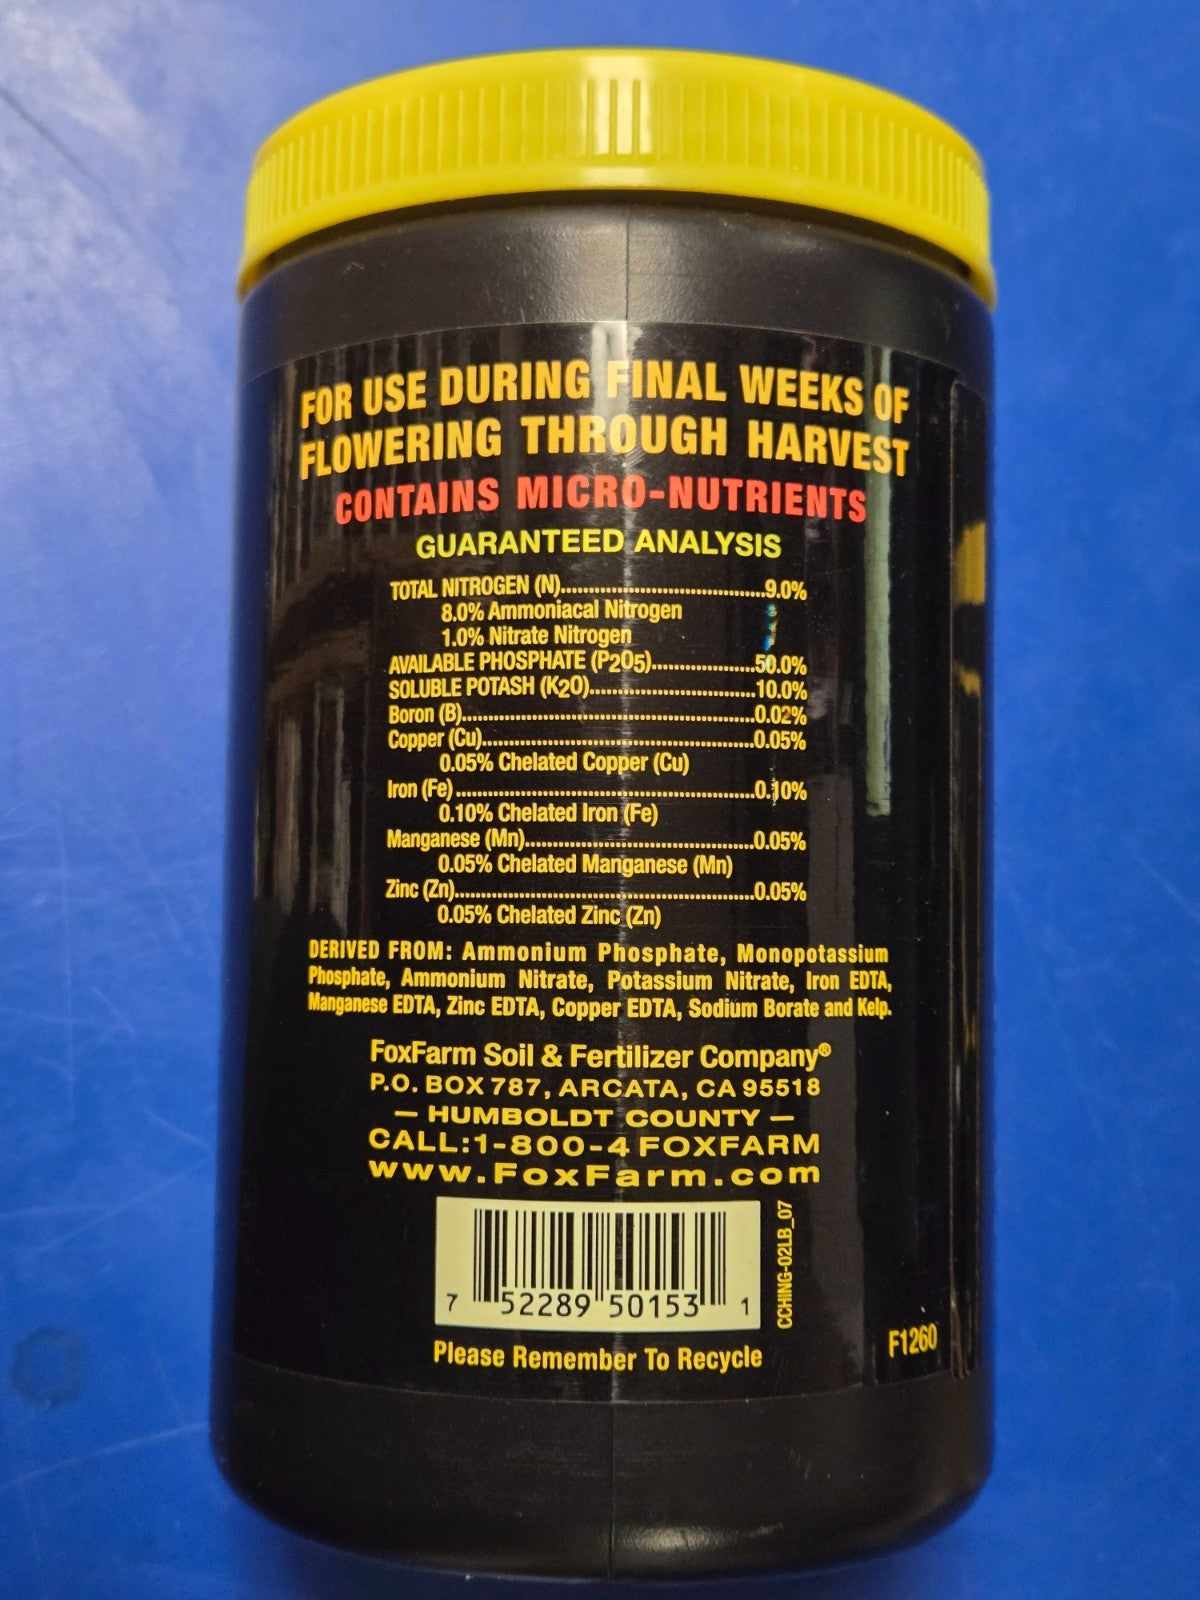 FOR USE DURING FINAL WEEKS OF
FLOWERING THROUGH HARVEST
CONTAINS MICRO-NUTRIENTS
GUARANTEED ANALYSIS
TOTAL NITROGEN (N)......................................9.0%
8.0% Ammoniacal Nitrogen
1.0% Nitrate Nitrogen
AVAILABLE PHOSPHATE (P2O5)...................50.0%
SOLUBLE POTASH (K2O)...............................10.0%
Boron (B).......................................................0.02%
Copper (Cu)...................................................0.05%
0.05% Chelated Copper (Cu)
Iron (Fe)........................................................0.10%
0.10% Chelated Iron (Fe)
Manganese (Mn)...........................................0.05%
0.05% Chelated Manganese (Mn)
Zinc (Zn)........................................................0.05%
0.05% Chelated Zinc (Zn)
DERIVED FROM: Ammonium Phosphate, Monopotassium
Phosphate, Ammonium Nitrate, Potassium Nitrate, Iron EDTA,
Manganese EDTA, Zinc EDTA, Copper EDTA, Sodium Borate and Kelp.
FoxFarm Soil & Fertilizer Company®
P.O. BOX 787, ARCATA, CA 95518
— HUMBOLDT COUNTY —
CALL:1-800-4 FOXFARM
www.FoxFarm.com
7 52289 50153 1
CCHING-02LB_07
Please Remember To Recycle
F1260